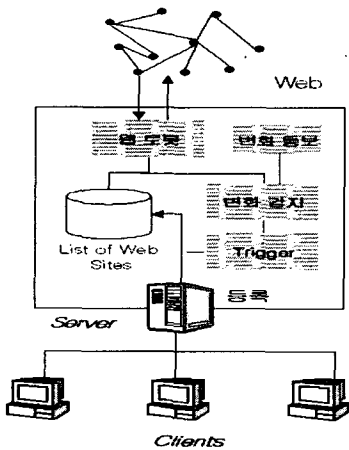 Web
웹 로봇
변화 통보
변화 감지
List of Web
Sites
Trigger
등록
Server
Clients